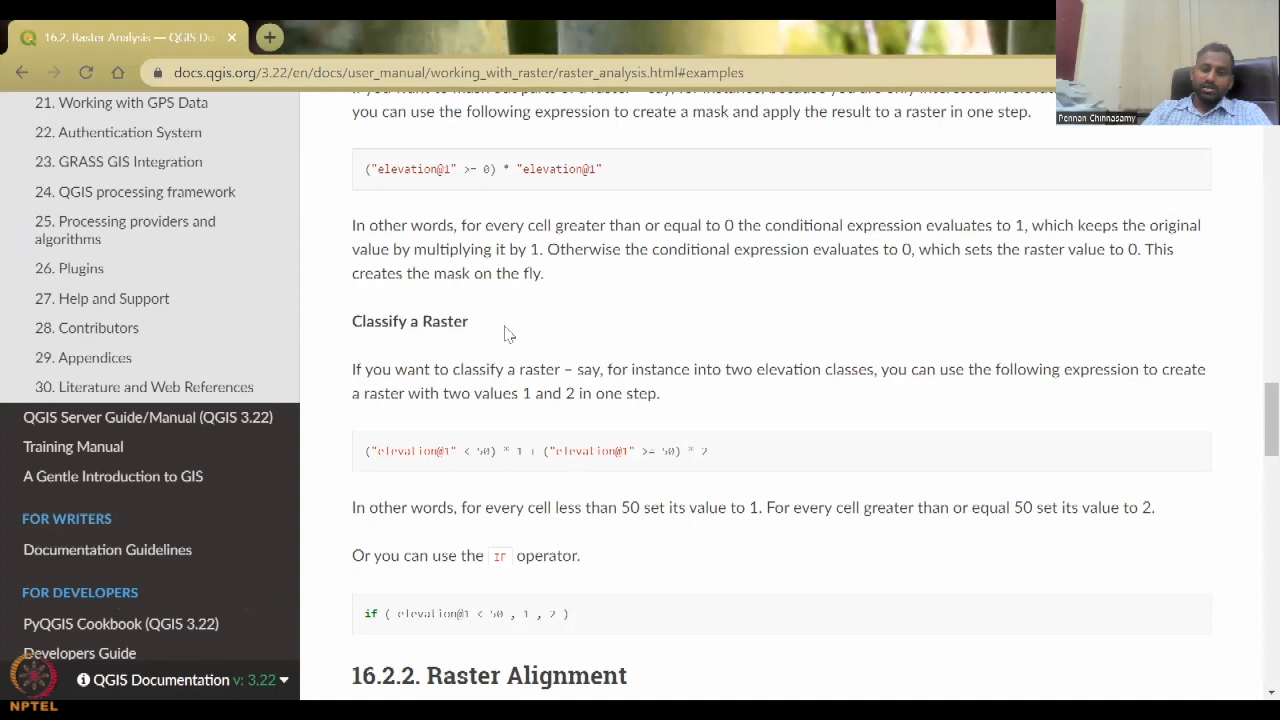 16.2. Raster Analysis — QGIS Do
docs.qgis.org/3.22/en/docs/user_manual/working_with_raster/raster_analysis.html#examples
Pennan Chinnasamy
21. Working with GPS Data
22. Authentication System
23. GRASS GIS Integration
24. QGIS processing framework
25. Processing providers and
algorithms
26. Plugins
27. Help and Support
28. Contributors
29. Appendices
30. Literature and Web References
QGIS Server Guide/Manual (QGIS 3.22)
Training Manual
A Gentle Introduction to GIS
FOR WRITERS
Documentation Guidelines
FOR DEVELOPERS
PyQGIS Cookbook (QGIS 3.22)
Developers Guide
QGIS Documentation v: 3.22
NPTEL
you can use the following expression to create a mask and apply the result to a raster in one step.
("elevation@1" >= 0) * "elevation@1"
In other words, for every cell greater than or equal to 0 the conditional expression evaluates to 1, which keeps the original
value by multiplying it by 1. Otherwise the conditional expression evaluates to 0, which sets the raster value to 0. This
creates the mask on the fly.
Classify a Raster
If you want to classify a raster – say, for instance into two elevation classes, you can use the following expression to create
a raster with two values 1 and 2 in one step.
("elevation@1" < 50) * 1 + ("elevation@1" >= 50) * 2
In other words, for every cell less than 50 set its value to 1. For every cell greater than or equal 50 set its value to 2.
Or you can use the IF operator.
if ( elevation@1 < 50 , 1 , 2 )
16.2.2. Raster Alignment